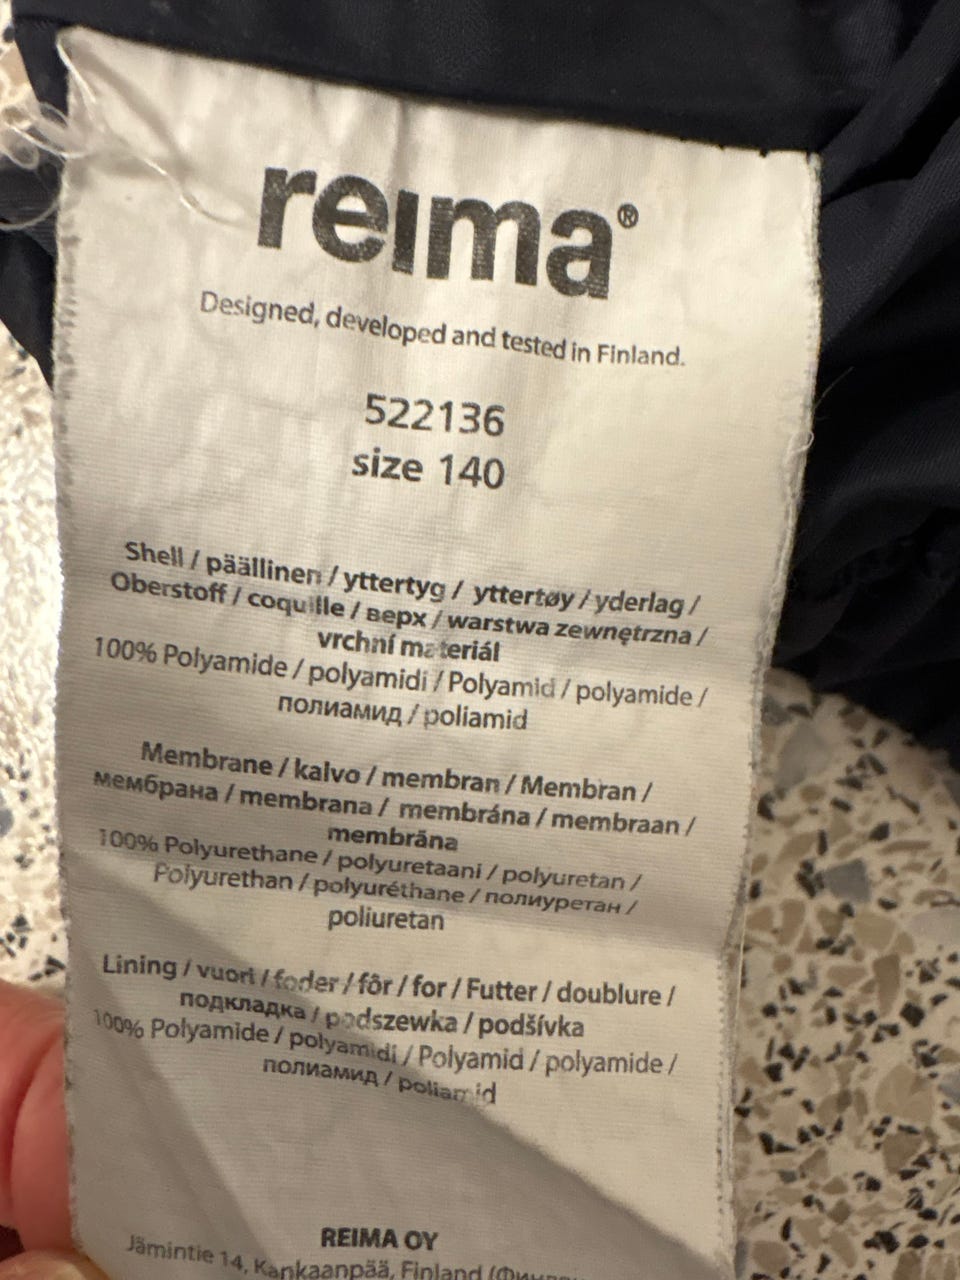 reima®
Designed, developed and tested in Finland.
522136
size 140
Shell / päällinen / yttertyg / yttertøy / yderlag /
Oberstoff / coquille / верх / warstwa zewnętrzna /
vrchní materiál
100% Polyamide / polyamidi / Polyamid / polyamide /
полиамид / poliamid
Membrane / kalvo / membran / Membran /
мембрана / membrana / membrána / membraan /
membrāna
100% Polyurethane / polyuretaani / polyuretan /
Polyurethan / polyuréthane / полиуретан /
poliuretan
Lining / vuori / foder / fôr / for / Futter / doublure /
подкладка / podszewka / podšívka
100% Polyamide / polyamidi / Polyamid / polyamide /
полиамид / poliamid
REIMA OY
Jämintie 14, Kankaanpää, Finland